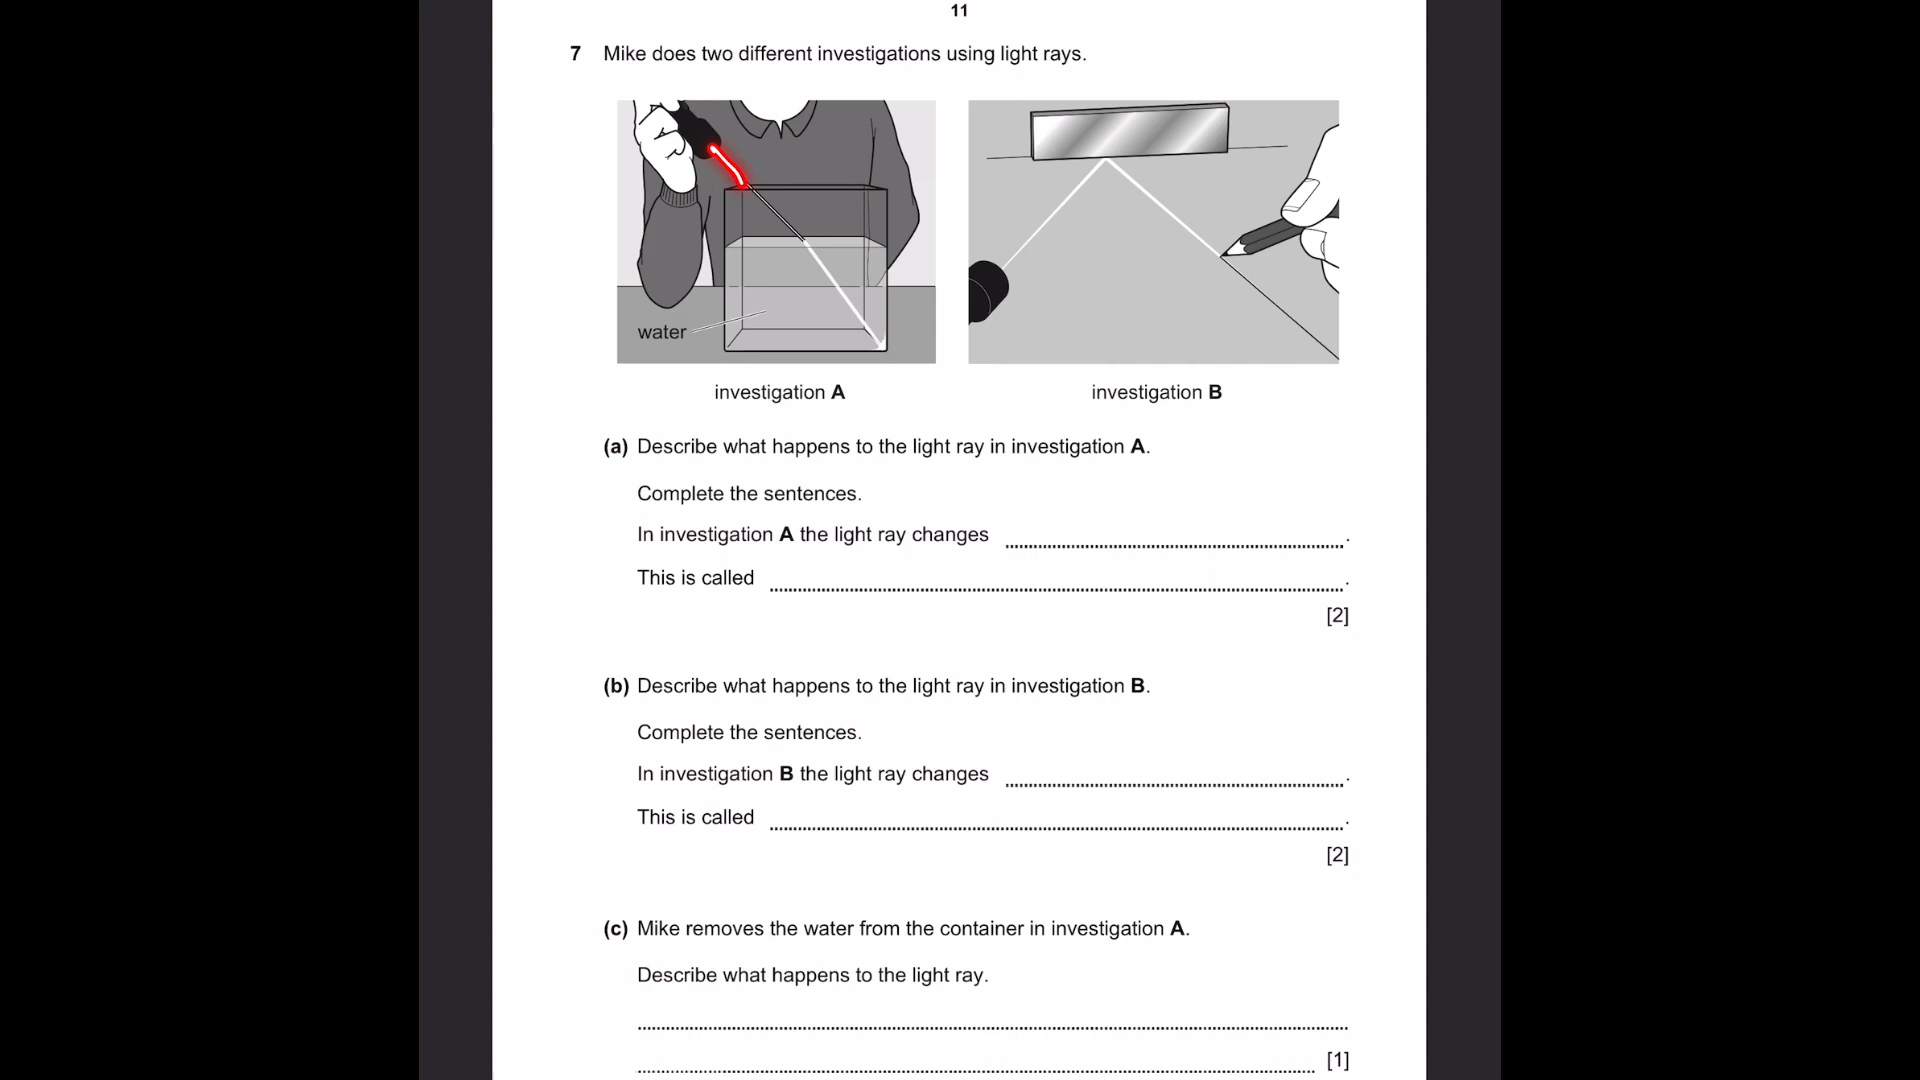 11
7 Mike does two different investigations using light rays.
water
investigation A
investigation B
(a) Describe what happens to the light ray in investigation A.
Complete the sentences.
In investigation A the light ray changes ................................................................ .
This is called ................................................................ .
[2]
(b) Describe what happens to the light ray in investigation B.
Complete the sentences.
In investigation B the light ray changes ................................................................ .
This is called ................................................................ .
[2]
(c) Mike removes the water from the container in investigation A.
Describe what happens to the light ray.
................................................................
................................................................ [1]